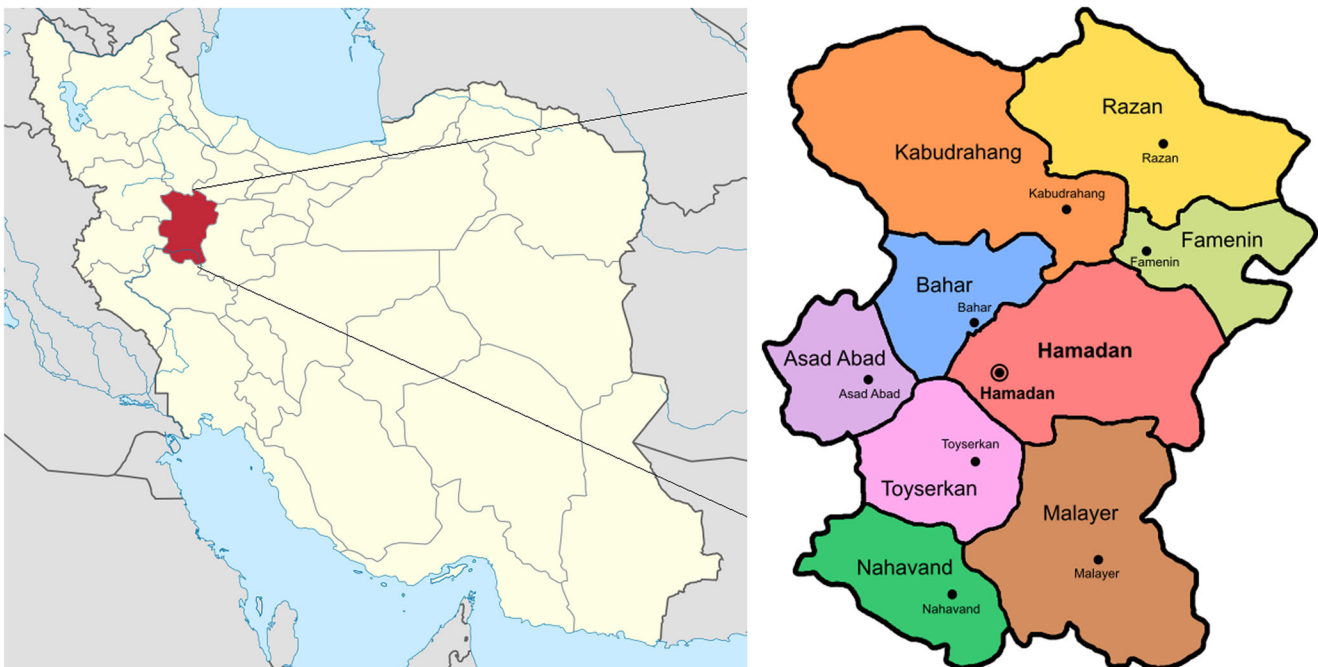 Razan
Razan
Kabudrahang
Kabudrahang
Famenin
Famenin
Bahar
Bahar
Hamadan
Hamadan
Asad Abad
Asad Abad
Toyserkan
Toyserkan
Malayer
Malayer
Nahavand
Nahavand